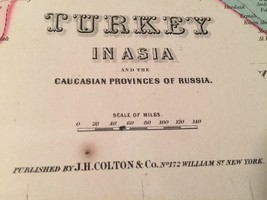 TURKEY
IN ASIA
AND THE
CAUCASIAN PROVINCES OF RUSSIA.
SCALE OF MILES.
0 20 40 60 80 100 120 140
PUBLISHED BY J.H. COLTON & Co. No 172 WILLIAM ST. NEW YORK.